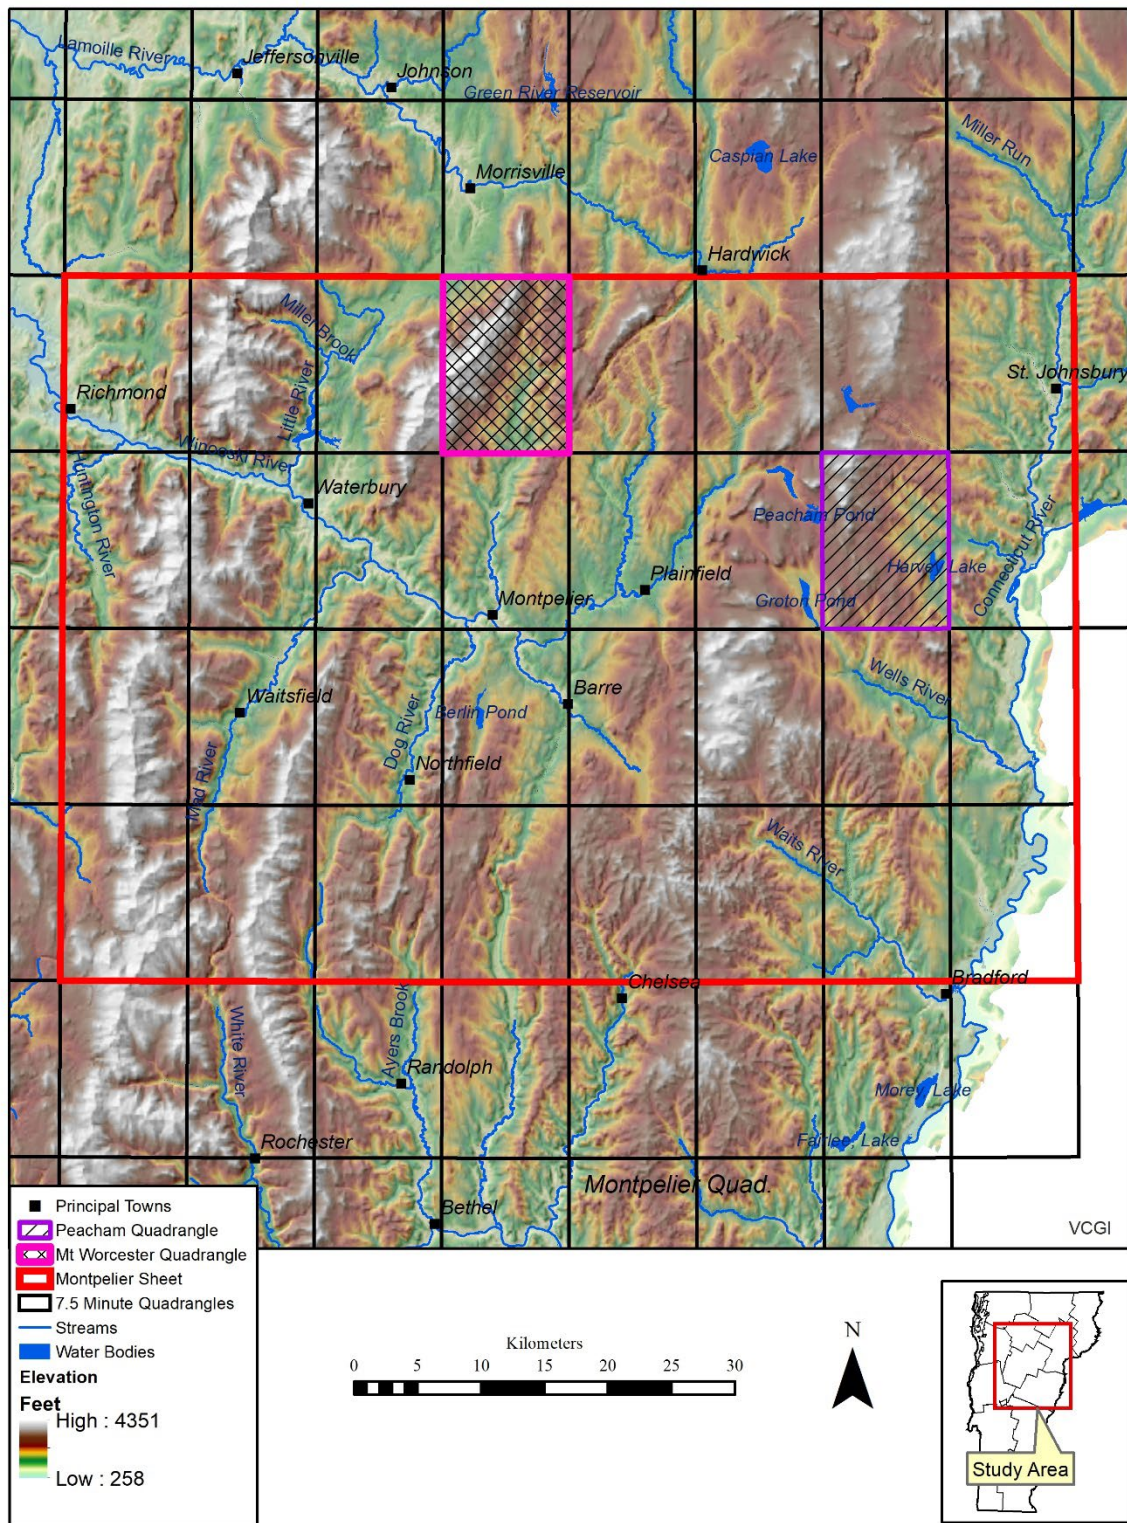 Lamoille River
Jeffersonville
Johnson
Green River Reservoir
Miller Run
Caspian Lake
Morrisville
Hardwick
Miller Brook
St. Johnsbury
Richmond
Little River
Winooski River
Huntington River
Waterbury
Peacham Pond
Connecticut River
Harvey Lake
Plainfield
Groton Pond
Montpelier
Wells River
Waitsfield
Barre
Berlin Pond
Dog River
Northfield
Mad River
Waits River
Chelsea
Bradford
White River
Ayers Brook
Randolph
Morey, Lake
Fairlee, Lake
Rochester
Montpelier Quad.
Bethel
VCGI
Principal Towns
Peacham Quadrangle
Mt Worcester Quadrangle
Montpelier Sheet
7.5 Minute Quadrangles
Streams
Water Bodies
Elevation
Feet
High : 4351
Low : 258
Kilometers
0 5 10 15 20 25 30
N
Study Area